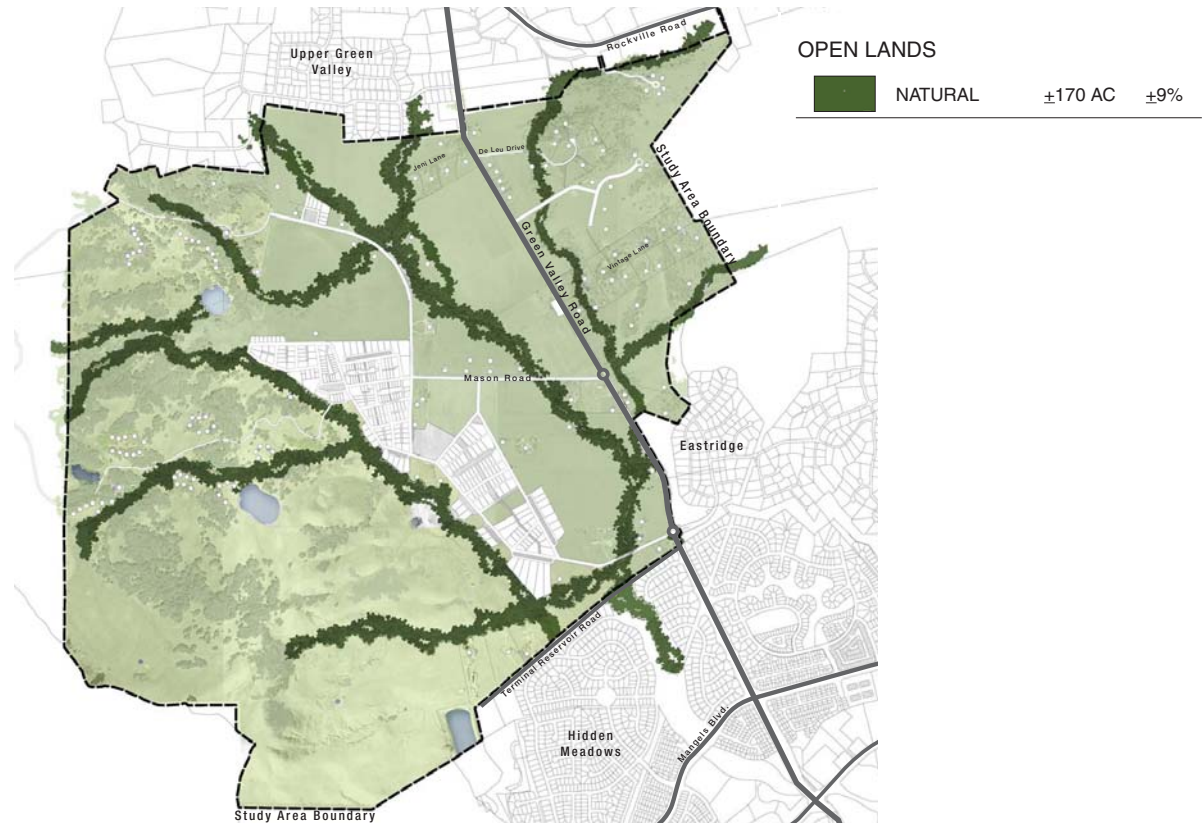 Rockville Road
OPEN LANDS
Upper Green
Valley
NATURAL ±170 AC ±9%
De Leu Drive
Jeni Lane
Study Area Boundary
Green Valley Road
Vintage Lane
Mason Road
Eastridge
Terminal Reservoir Road
Hidden
Meadows
Mangels Blvd.
Study Area Boundary